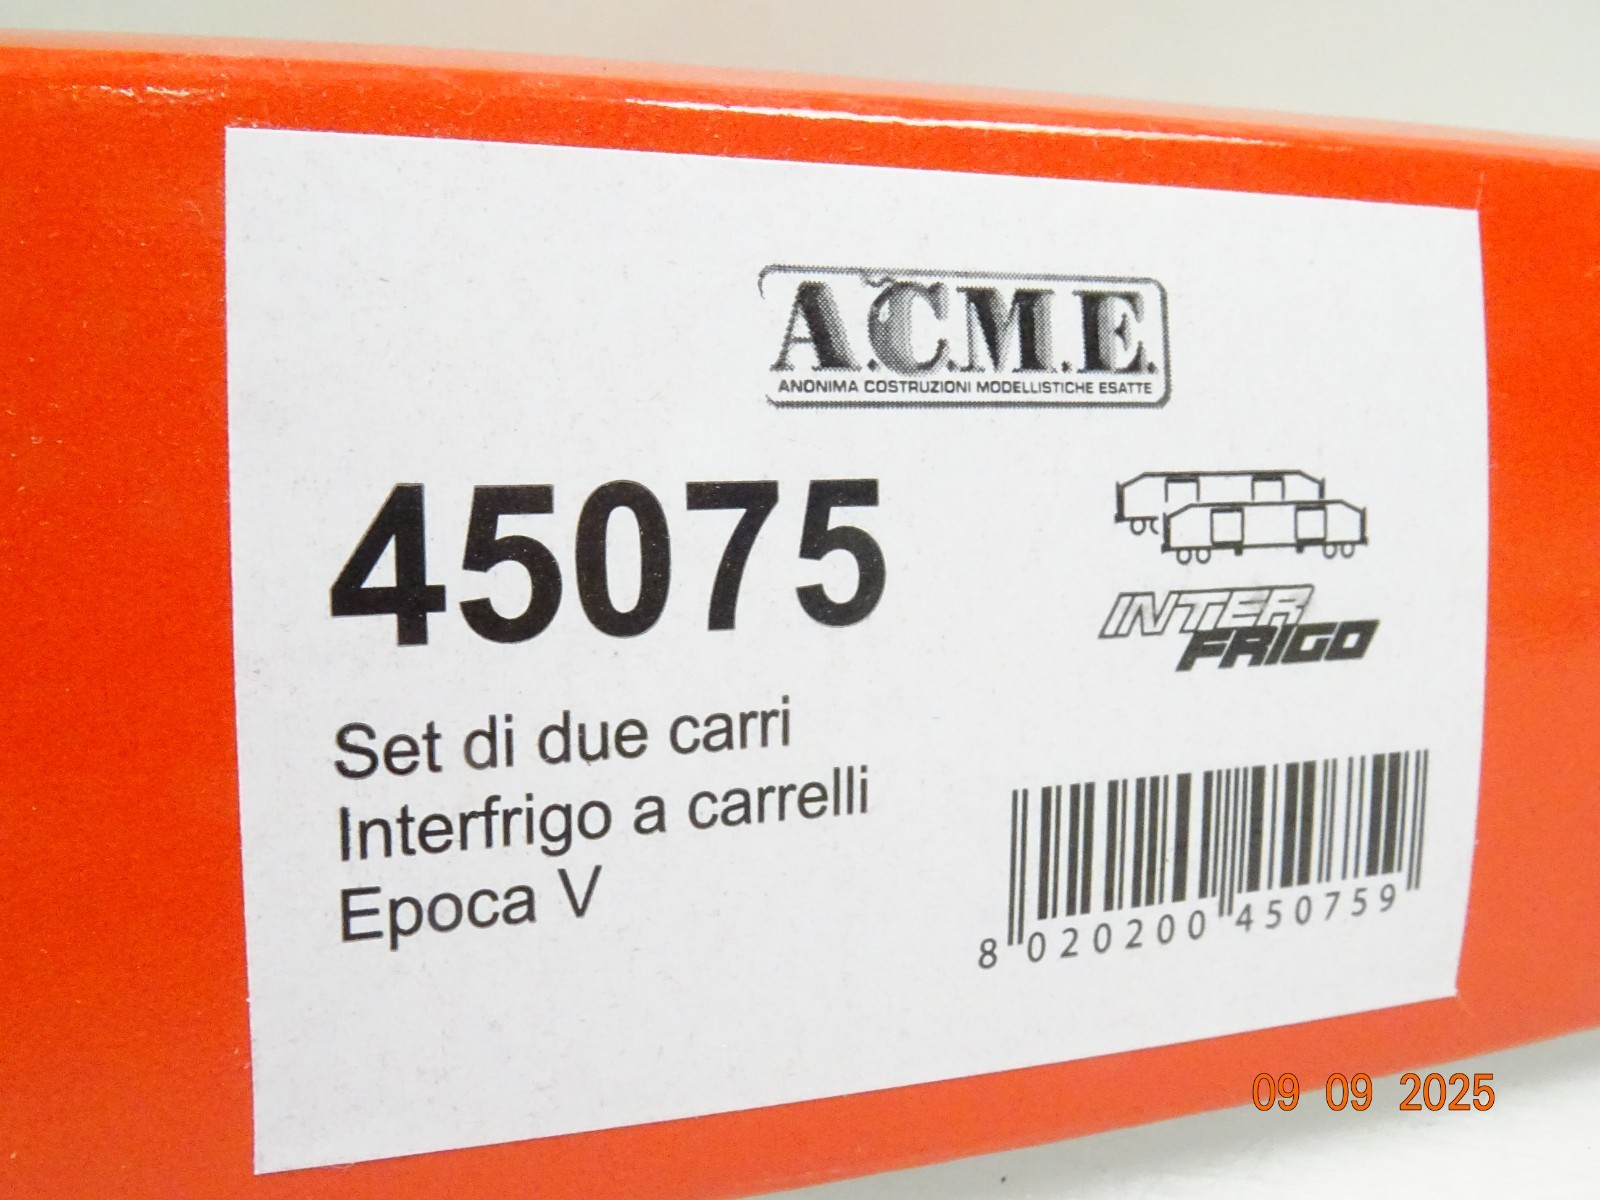 A.C.M.E.
ANONIMA COSTRUZIONI MODELLISTICHE ESATTE
45075
INTER
FRIGO
Set di due carri
Interfrigo a carrelli
Epoca V
8 020200 450759
09 09 2025